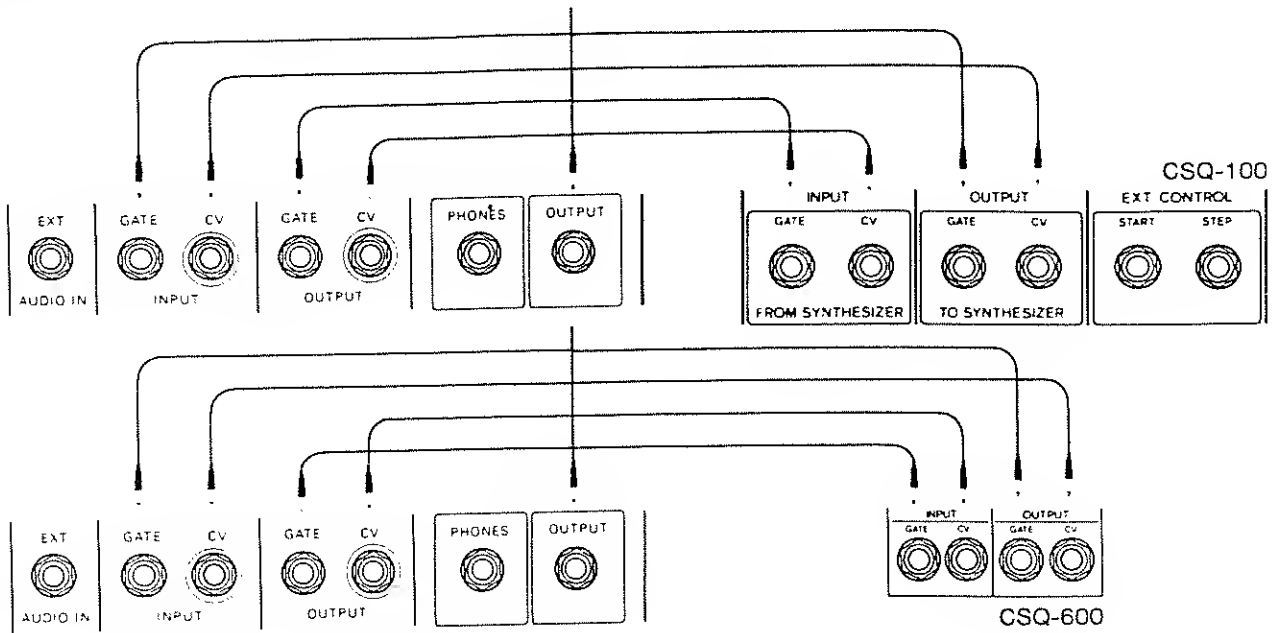 CSQ-100
INPUT OUTPUT EXT CONTROL
EXT GATE CV GATE CV PHONES OUTPUT GATE CV GATE CV START STEP
AUDIO IN INPUT OUTPUT FROM SYNTHESIZER TO SYNTHESIZER
INPUT OUTPUT
EXT GATE CV GATE CV PHONES OUTPUT GATE CV GATE CV
AUDIO IN INPUT OUTPUT
CSQ-600